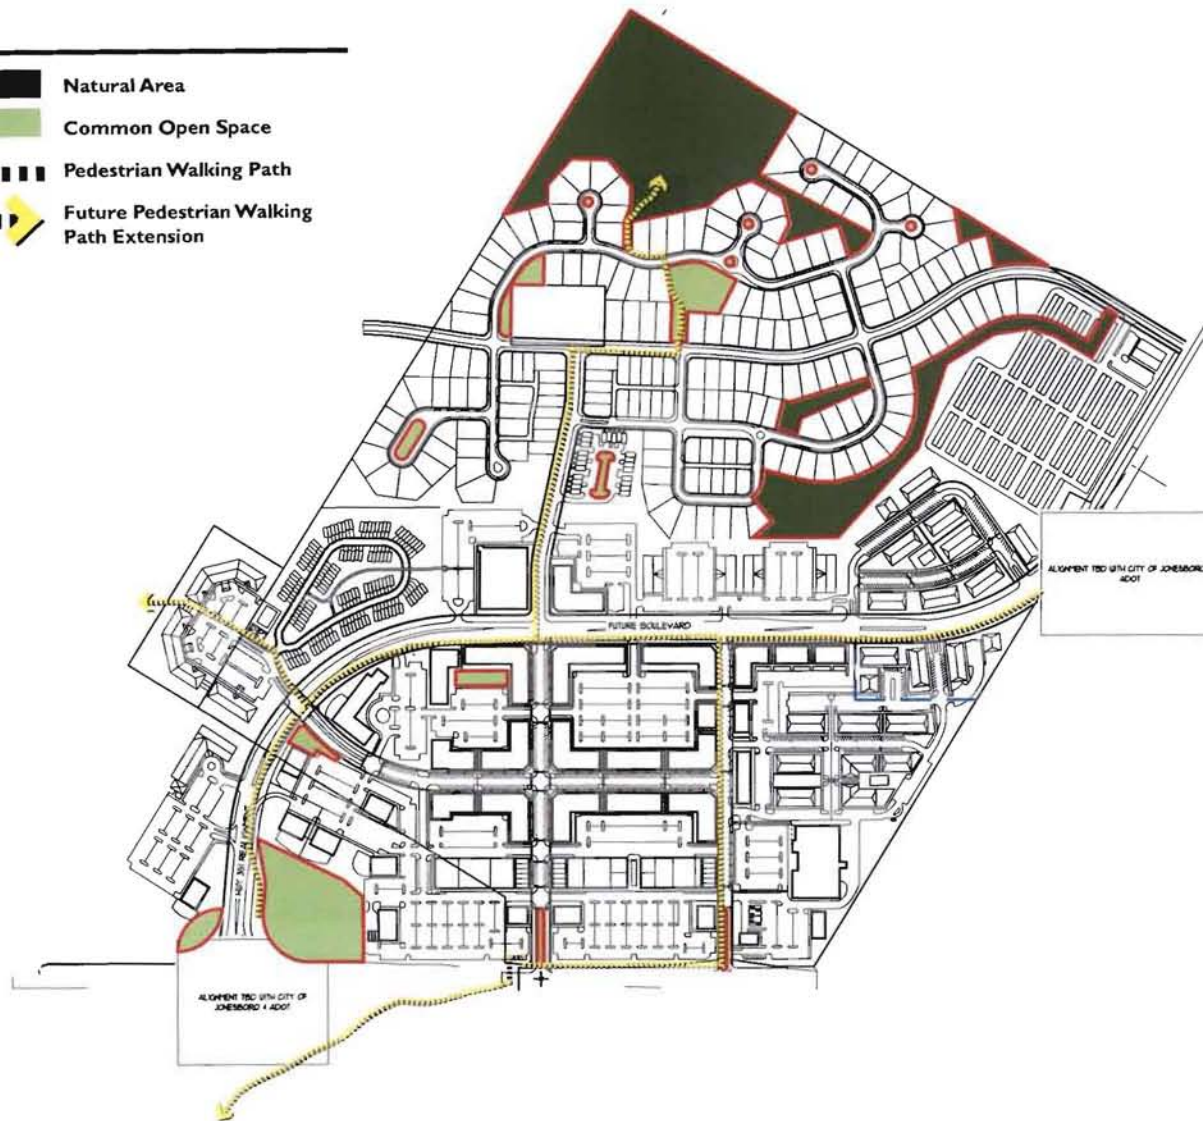 Natural Area
Common Open Space
Pedestrian Walking Path
Future Pedestrian Walking
Path Extension
ALIGNMENT TBD WITH CITY OF JONESBORO
ADOT
FUTURE BOULEVARD
ALIGNMENT TBD WITH CITY OF
JONESBORO & ADOT